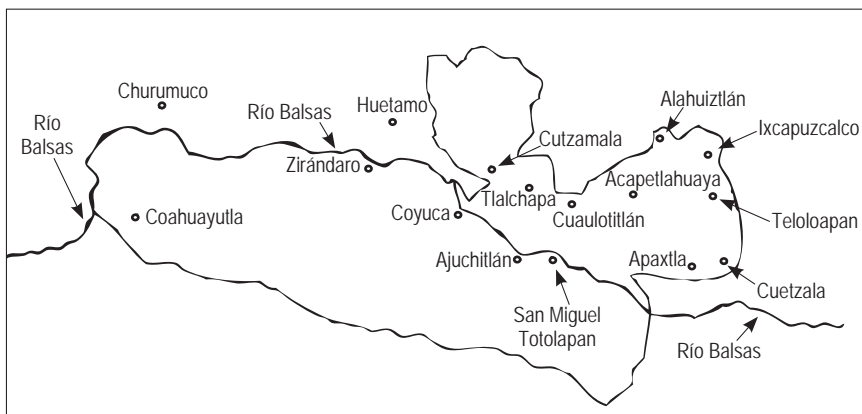 Churumuco
Huetamo
Río Balsas
Río
Balsas
Zirándaro
Coahuayutla
Coyuca
Ajuchitlán
San Miguel
Totolapan
Cutzamala
Tlalchapa
Cuaulotitlán
Alahuiztlán
Ixcapuzcalco
Acapetlahuaya
Teloloapan
Apaxtla
Cuetzala
Río Balsas